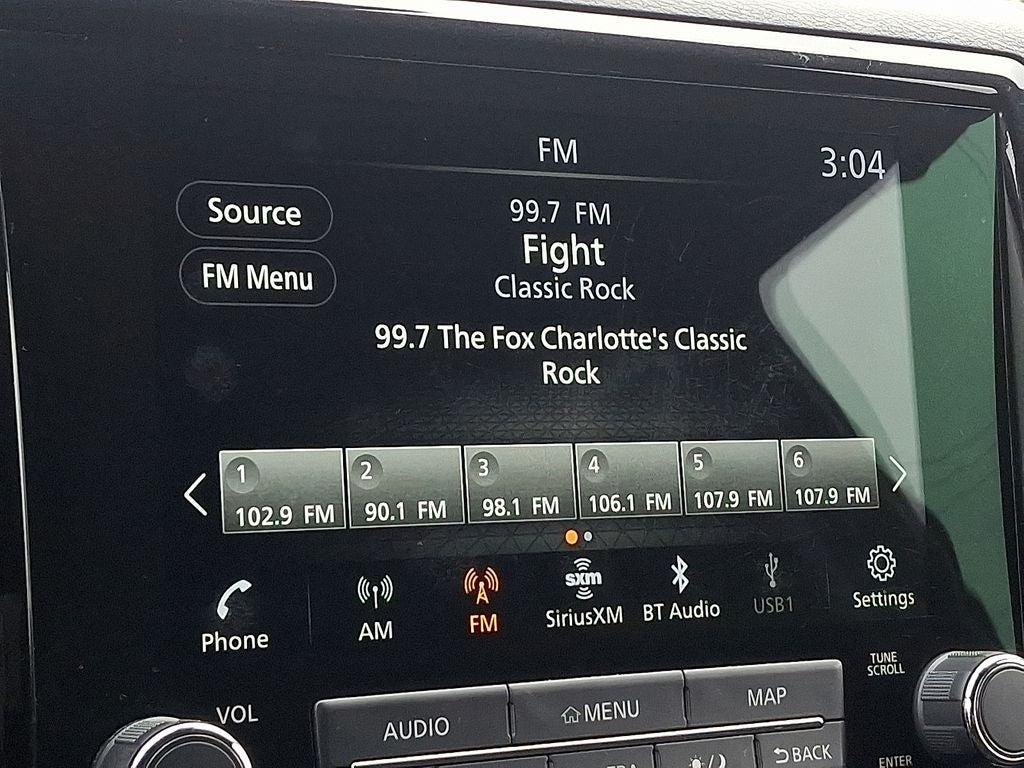 FM
3:04
Source
FM Menu
99.7 FM
Fight
Classic Rock
99.7 The Fox Charlotte's Classic
Rock
1
102.9 FM
2
90.1 FM
3
98.1 FM
4
106.1 FM
5
107.9 FM
6
107.9 FM
Phone
AM
FM
sxm
SiriusXM
BT Audio
USB1
Settings
TUNE
SCROLL
VOL
AUDIO
MENU
MAP
BACK
ENTER